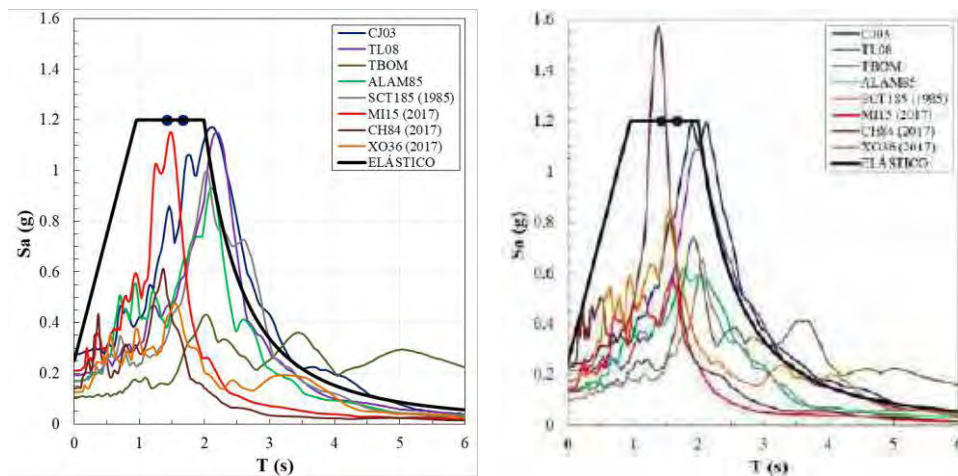 1.6
1.4
1.2
1
0.8
0.6
0.4
0.2
0
Sa (g)
0 1 2 3 4 5 6
T (s)
CJ03
TL08
TBOM
ALAM85
SCT185 (1985)
MI15 (2017)
CH84 (2017)
XO36 (2017)
ELÁSTICO
1.6
1.4
1.2
1
0.8
0.6
0.4
0.2
0
Sa (g)
0 1 2 3 4 5 6
T (s)
CJ03
TL08
TBOM
ALAM85
SCT185 (1985)
MI15 (2017)
CH84 (2017)
XO36 (2017)
ELÁSTICO